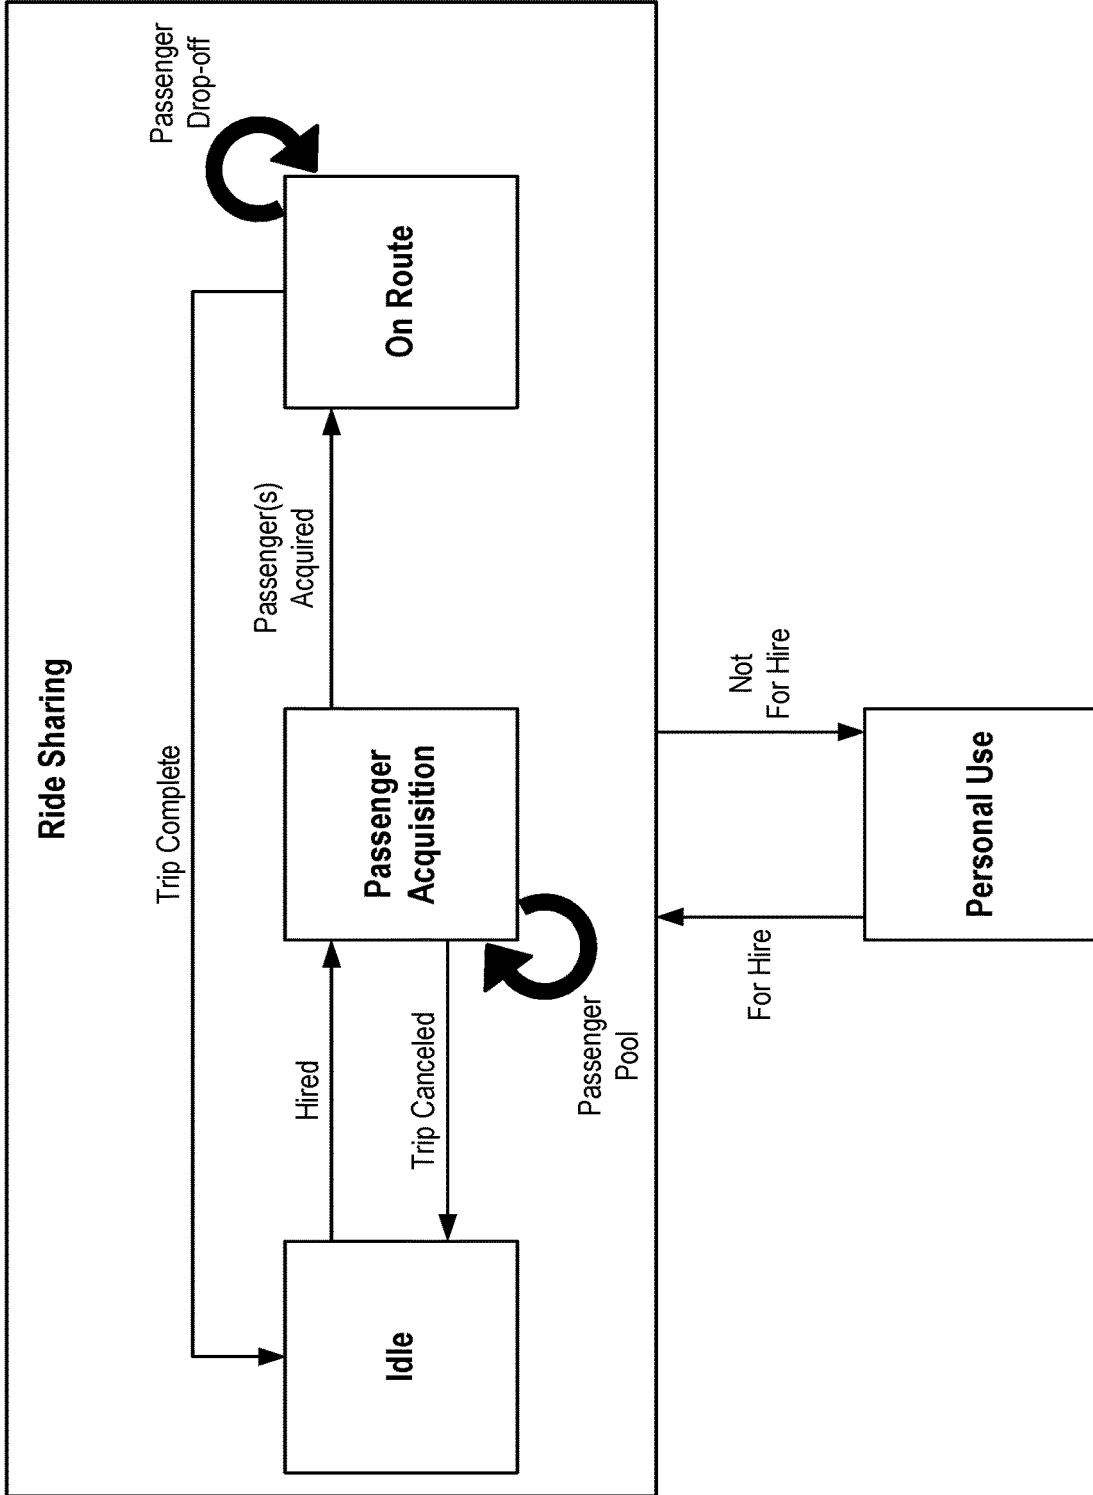 Ride Sharing
Trip Complete
Passenger
Drop-off
Hired
Passenger(s)
Acquired
Idle
Passenger
Acquisition
On Route
Trip Canceled
Passenger
Pool
For Hire
Not
For Hire
Personal Use